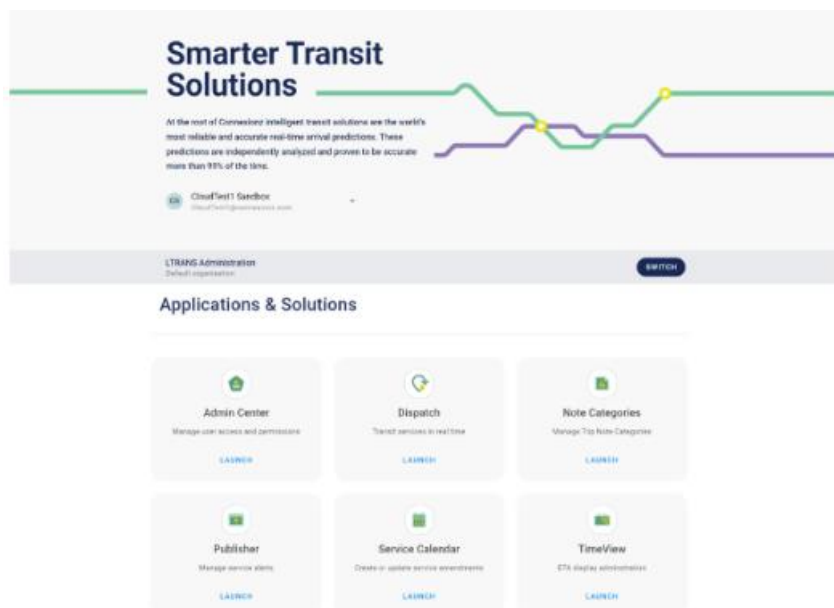 Smarter Transit
Solutions
At the root of Connexionz intelligent transit solutions are the world's
most reliable and accurate real-time arrival predictions. These
predictions are independently analyzed and proven to be accurate
more than 95% of the time.
CloudTest1 Sandbox
LTRANS Administration
Default organisation
SWITCH
Applications & Solutions
Admin Center
Dispatch
Note Categories
Manage user access and permissions
Transit services in real time
Manage Trip Note Categories
LAUNCH
LAUNCH
LAUNCH
Publisher
Service Calendar
TimeView
Manage service alerts
Create or update service amendments
ETA display administration
LAUNCH
LAUNCH
LAUNCH